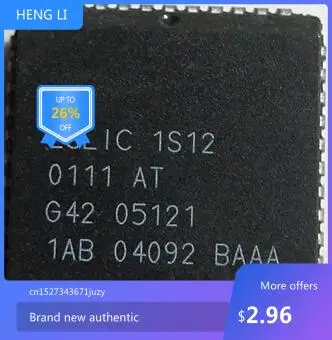 HENG LI
UP TO
26%
OFF
IC 1S12
0111 AT
G42 05121
1AB 04092 BAAA
cn1527343671juzy
More offers
Brand new authentic
$2.96